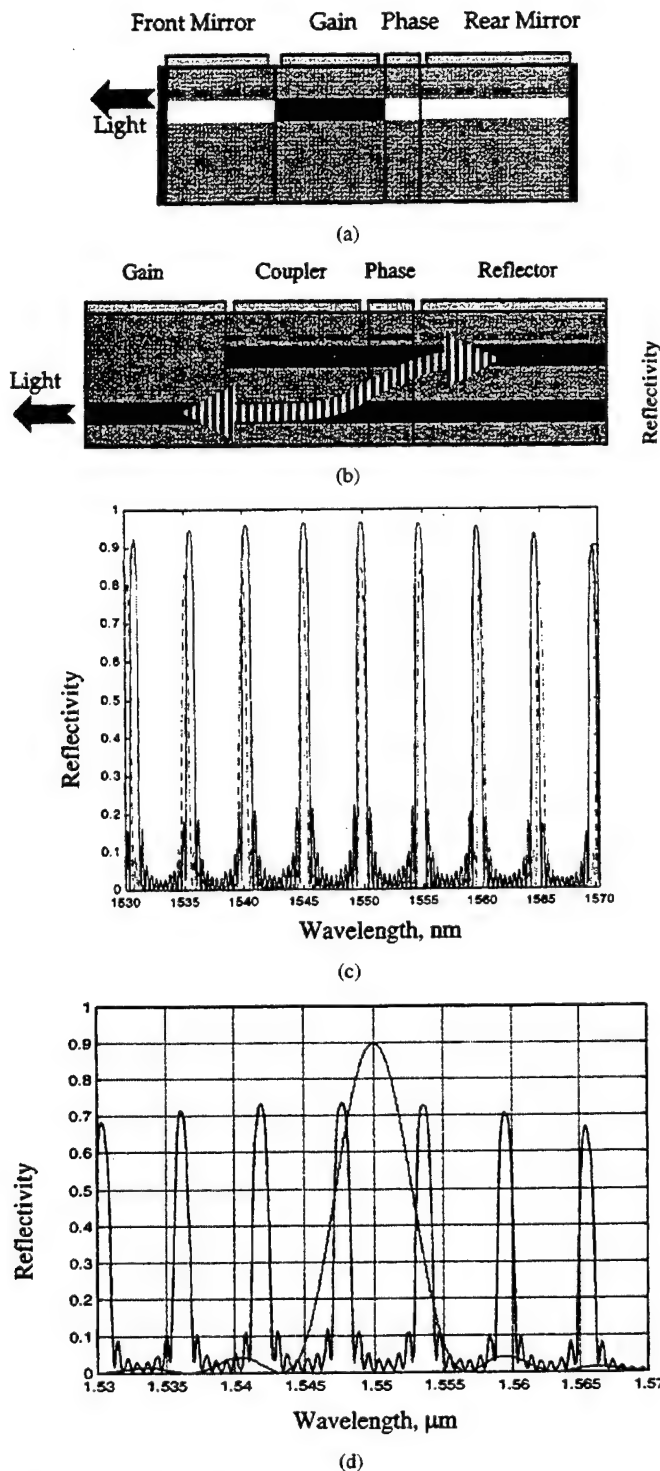 Front Mirror Gain Phase Rear Mirror
Light
(a)
Gain Coupler Phase Reflector
Light
Reflectivity
(b)
1
0.9
0.8
0.7
0.6
0.5
0.4
0.3
0.2
0.1
0
Reflectivity
1530 1535 1540 1545 1550 1555 1560 1565 1570
Wavelength, nm
(c)
1
0.9
0.8
0.7
0.6
0.5
0.4
0.3
0.2
0.1
0
Reflectivity
1.53 1.535 1.54 1.545 1.55 1.555 1.56 1.565 1.57
Wavelength, μm
(d)